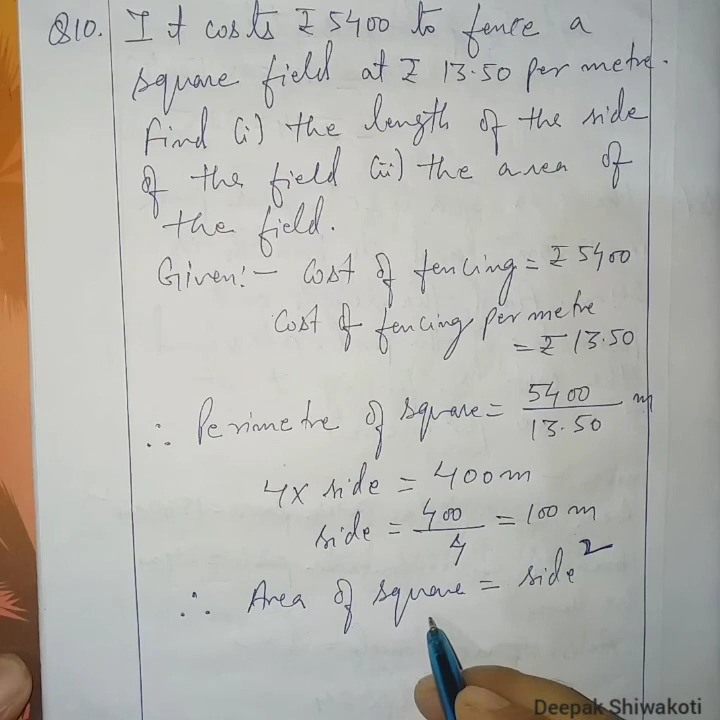 Q10. It costs ₹ 5400 to fence a
square field at ₹ 13.50 per metre.
Find (i) the length of the side
of the field (ii) the area of
the field.
Given:- Cost of fencing = ₹ 5400
Cost of fencing per metre
= ₹ 13.50
∴ Perimetre of square = 5400/13.50 m
4 x side = 400 m
side = 400/4 = 100 m
∴ Area of square = side²
Deepak Shiwakoti